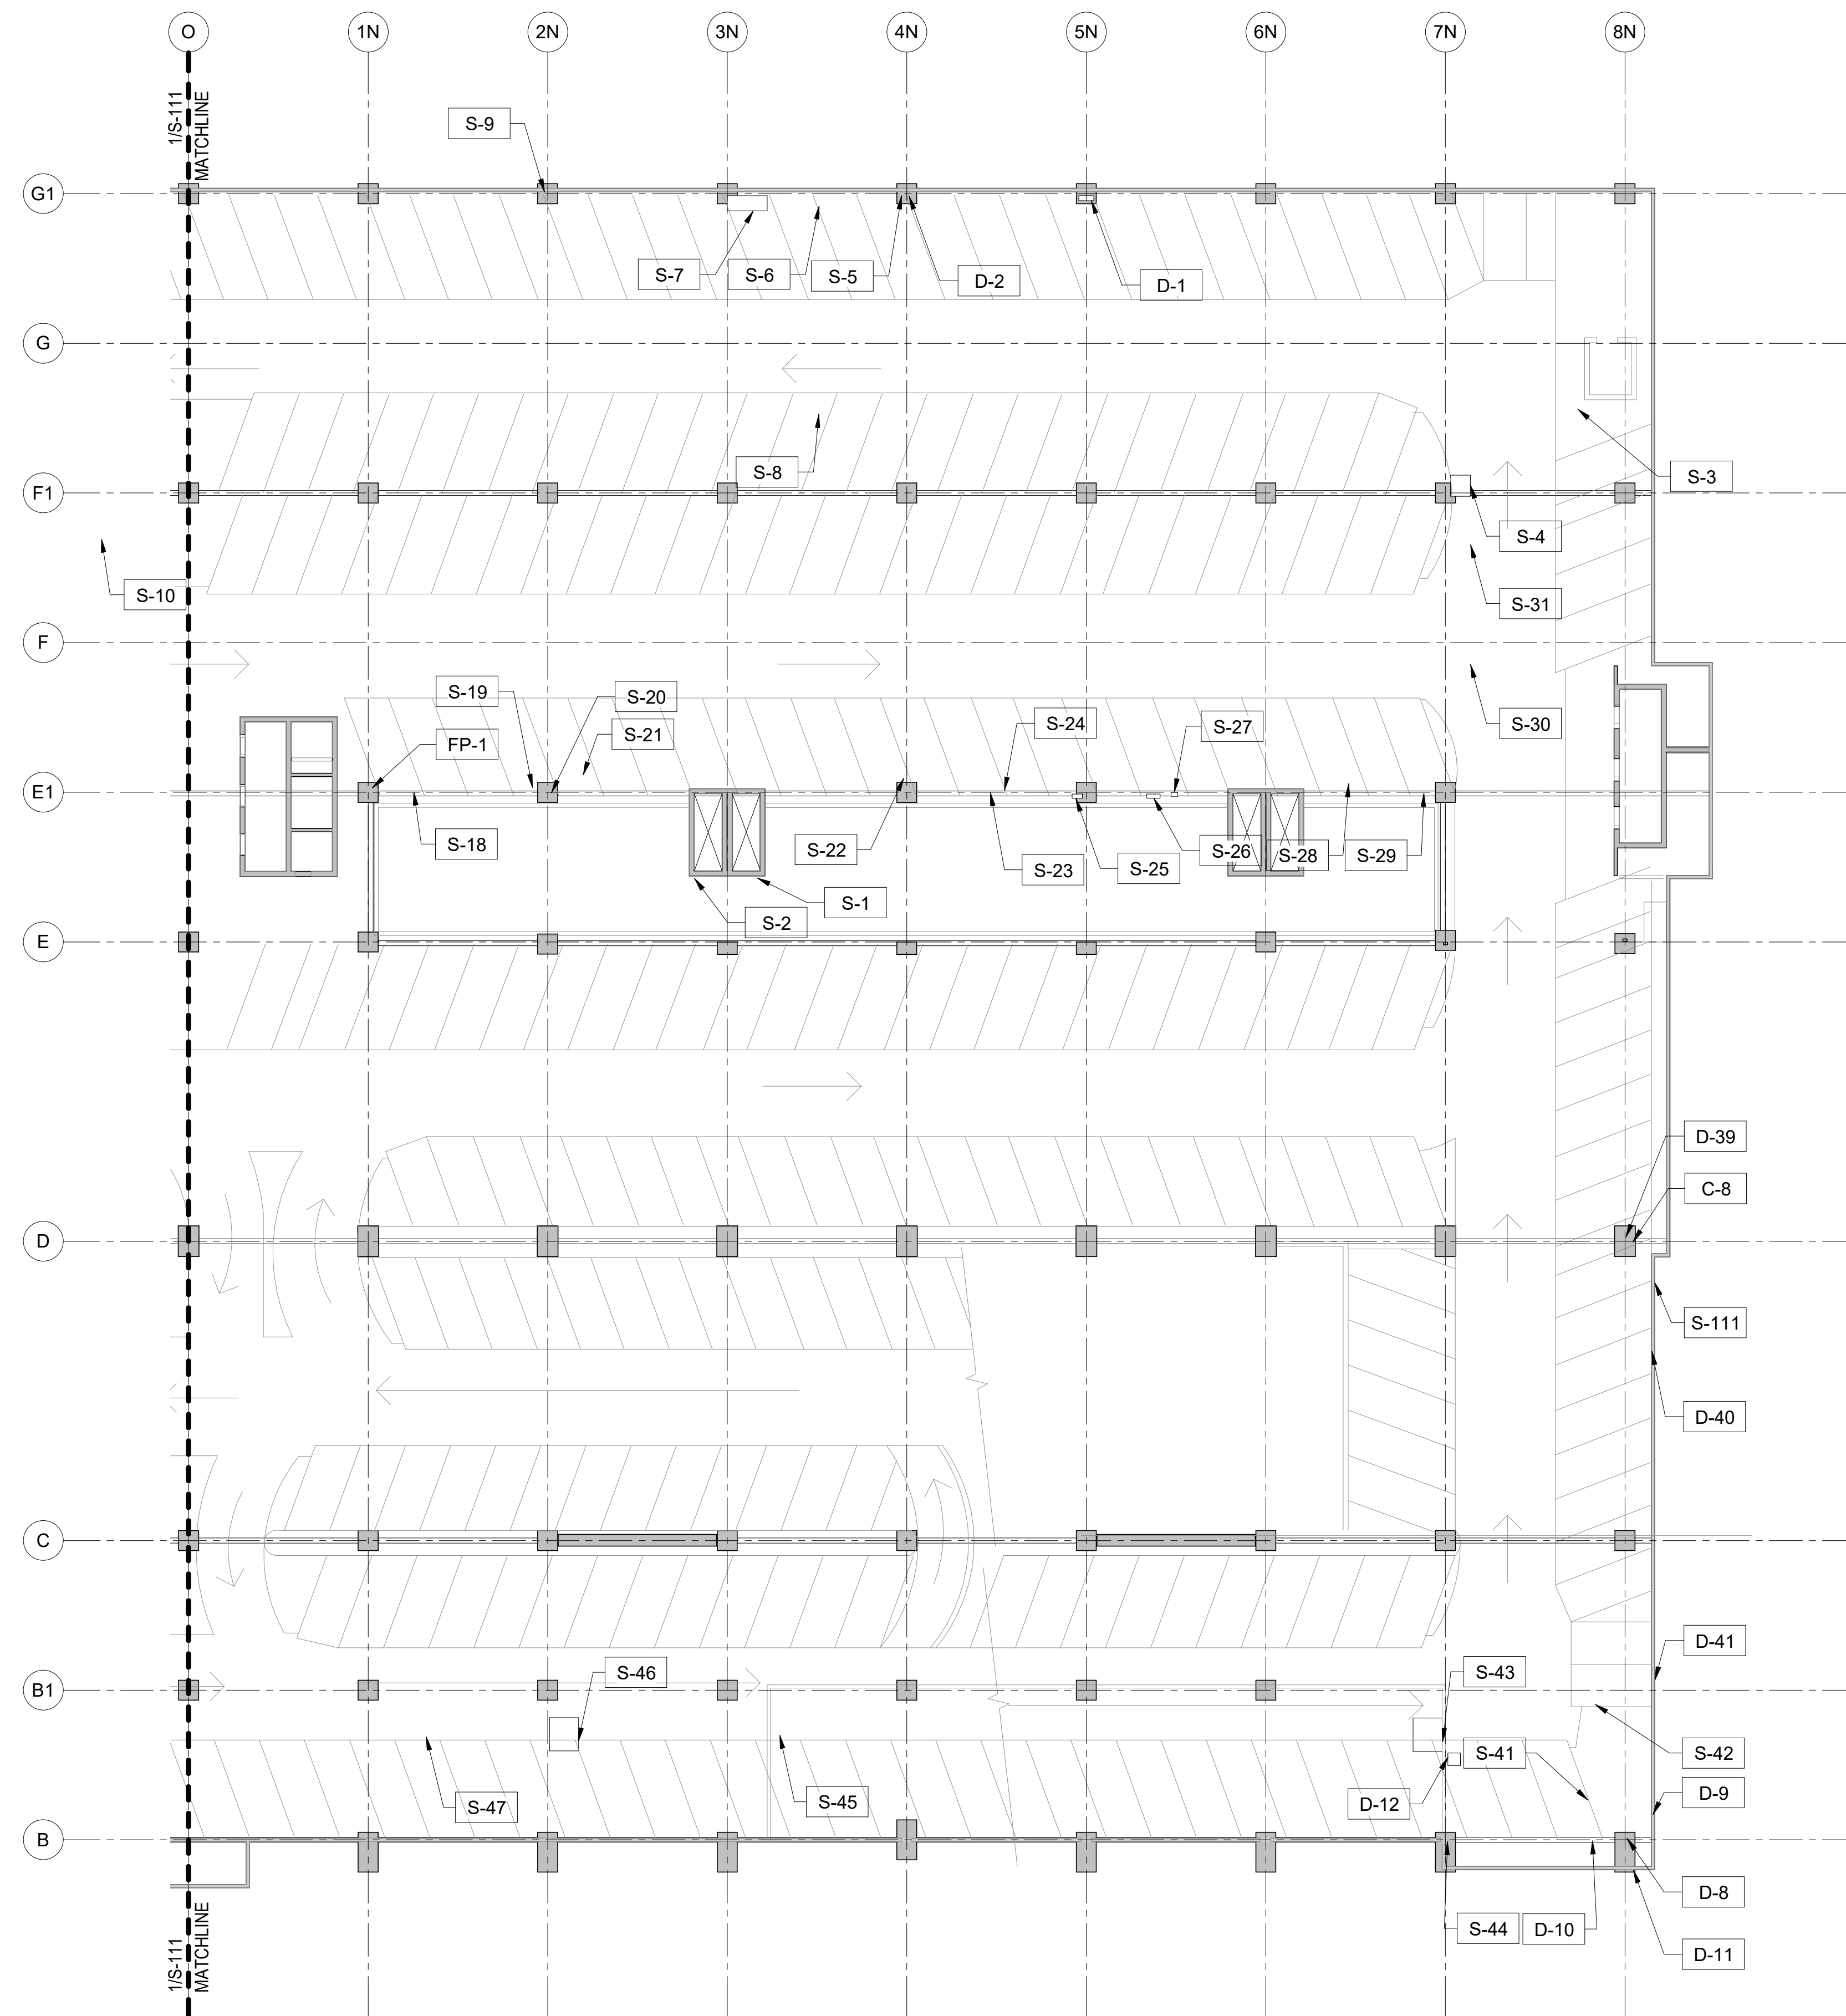 O
1N
2N
3N
4N
5N
6N
7N
8N
1/S-111
MATCHLINE
S-9
G1
S-7
S-6
S-5
D-2
D-1
G
S-8
S-3
F1
S-4
S-10
S-31
F
S-19
S-20
S-24
S-27
S-30
FP-1
S-21
E1
S-18
S-22
S-23
S-25
S-26
S-28
S-29
S-1
S-2
E
D-39
C-8
D
S-111
D-40
C
D-41
S-46
S-43
B1
S-41
S-42
D-9
S-47
S-45
D-12
B
D-8
S-44
D-10
D-11
1/S-111
MATCHLINE